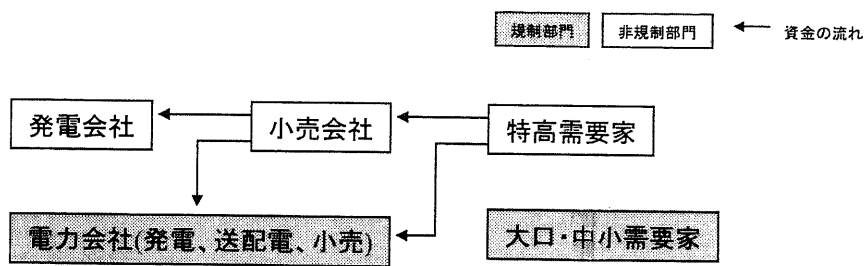 規制部門 非規制部門 資金の流れ
発電会社 小売会社 特高需要家
電力会社(発電、送配電、小売) 大口・中小需要家